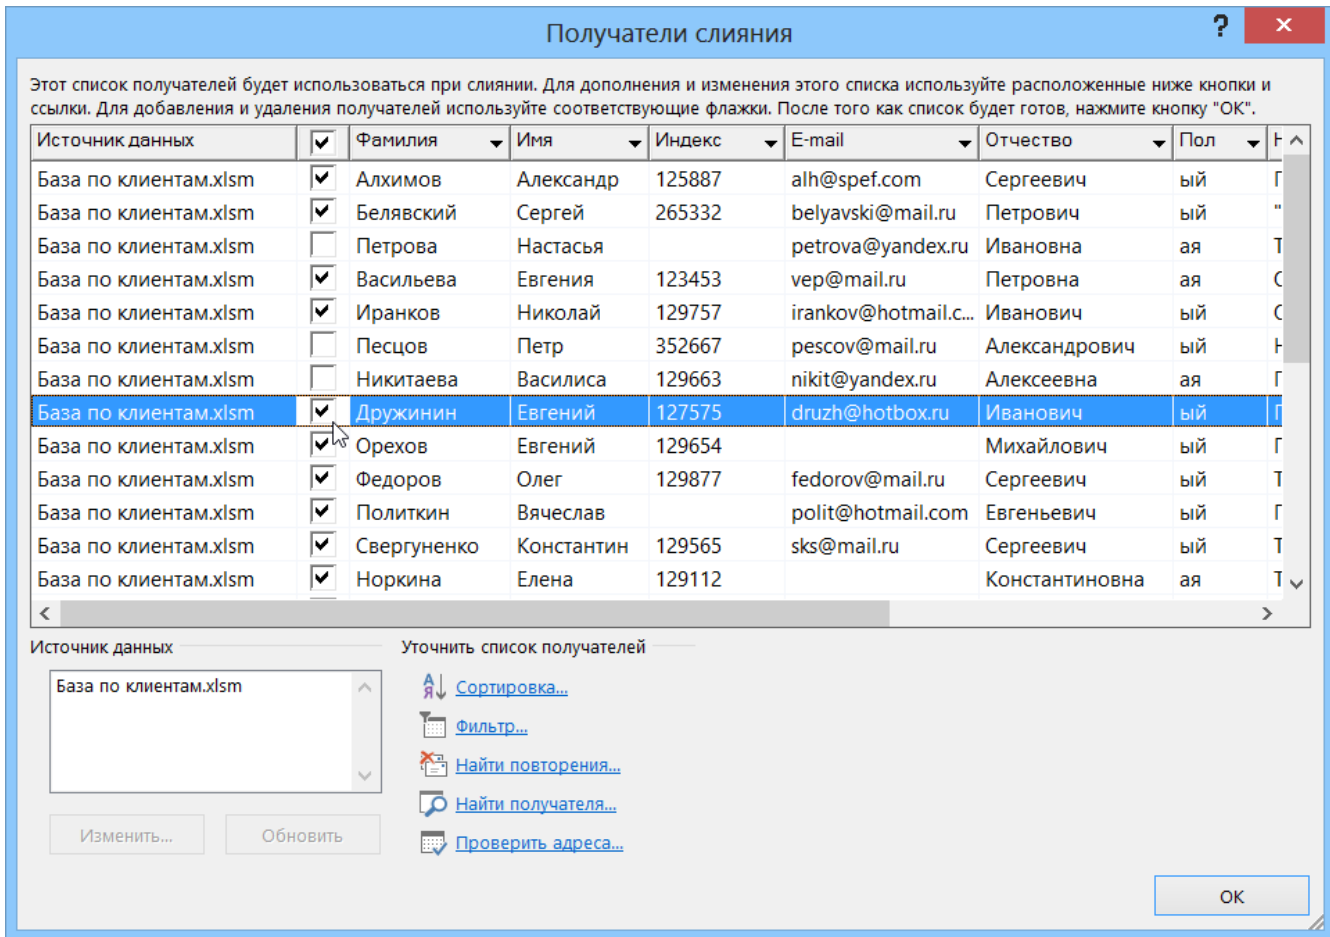 Получатели слияния ?
Этот список получателей будет использоваться при слиянии. Для дополнения и изменения этого списка используйте расположенные ниже кнопки и
ссылки. Для добавления и удаления получателей используйте соответствующие флажки. После того как список будет готов, нажмите кнопку "ОК".
Источник данных Фамилия Имя Индекс E-mail Отчество Пол
База по клиентам.xlsm Алхимов Александр 125887 alh@spef.com Сергеевич ый
База по клиентам.xlsm Белявский Сергей 265332 belyavski@mail.ru Петрович ый "
База по клиентам.xlsm Петрова Настасья petrova@yandex.ru Ивановна ая
База по клиентам.xlsm Васильева Евгения 123453 vep@mail.ru Петровна ая
База по клиентам.xlsm Иранков Николай 129757 irankov@hotmail.c... Иванович ый
База по клиентам.xlsm Песцов Петр 352667 pescov@mail.ru Александрович ый
База по клиентам.xlsm Никитаева Василиса 129663 nikit@yandex.ru Алексеевна ая
База по клиентам.xlsm Дружинин Евгений 127575 druzh@hotbox.ru Иванович ый
База по клиентам.xlsm Орехов Евгений 129654 Михайлович ый
База по клиентам.xlsm Федоров Олег 129877 fedorov@mail.ru Сергеевич ый
База по клиентам.xlsm Политкин Вячеслав polit@hotmail.com Евгеньевич ый
База по клиентам.xlsm Свергуненко Константин 129565 sks@mail.ru Сергеевич ый
База по клиентам.xlsm Норкина Елена 129112 Константиновна ая
Источник данных
База по клиентам.xlsm
Изменить... Обновить
Уточнить список получателей
Сортировка...
Фильтр...
Найти повторения...
Найти получателя...
Проверить адреса...
ОК